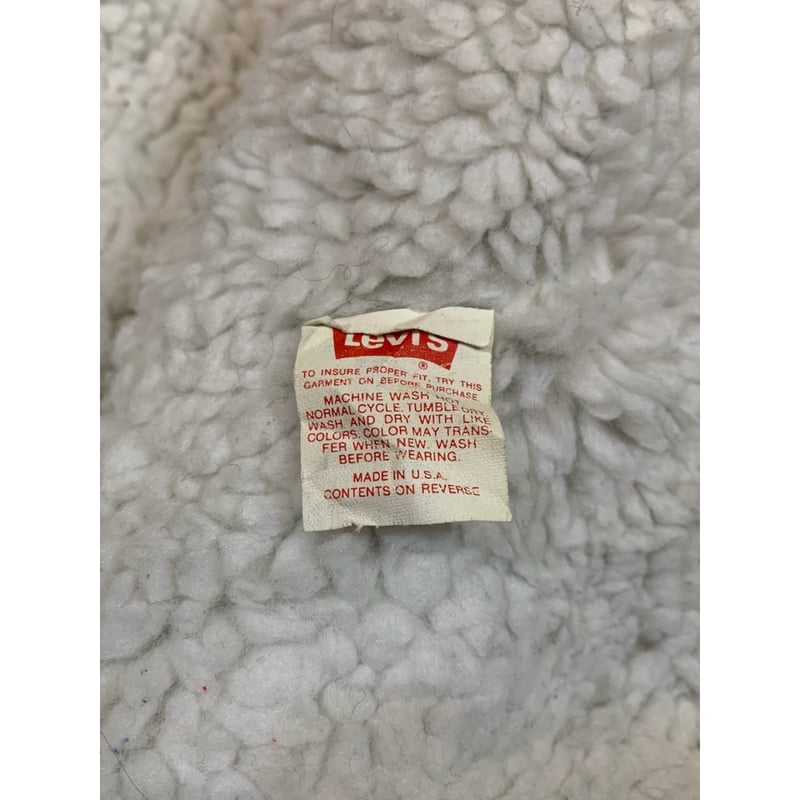 Levi's
®
TO INSURE PROPER FIT, TRY THIS
GARMENT ON BEFORE PURCHASE.
MACHINE WASH HOT
NORMAL CYCLE. TUMBLE DRY.
WASH AND DRY WITH LIKE
COLORS. COLOR MAY TRANS-
FER WHEN NEW. WASH
BEFORE WEARING.
MADE IN U.S.A.
CONTENTS ON REVERSE